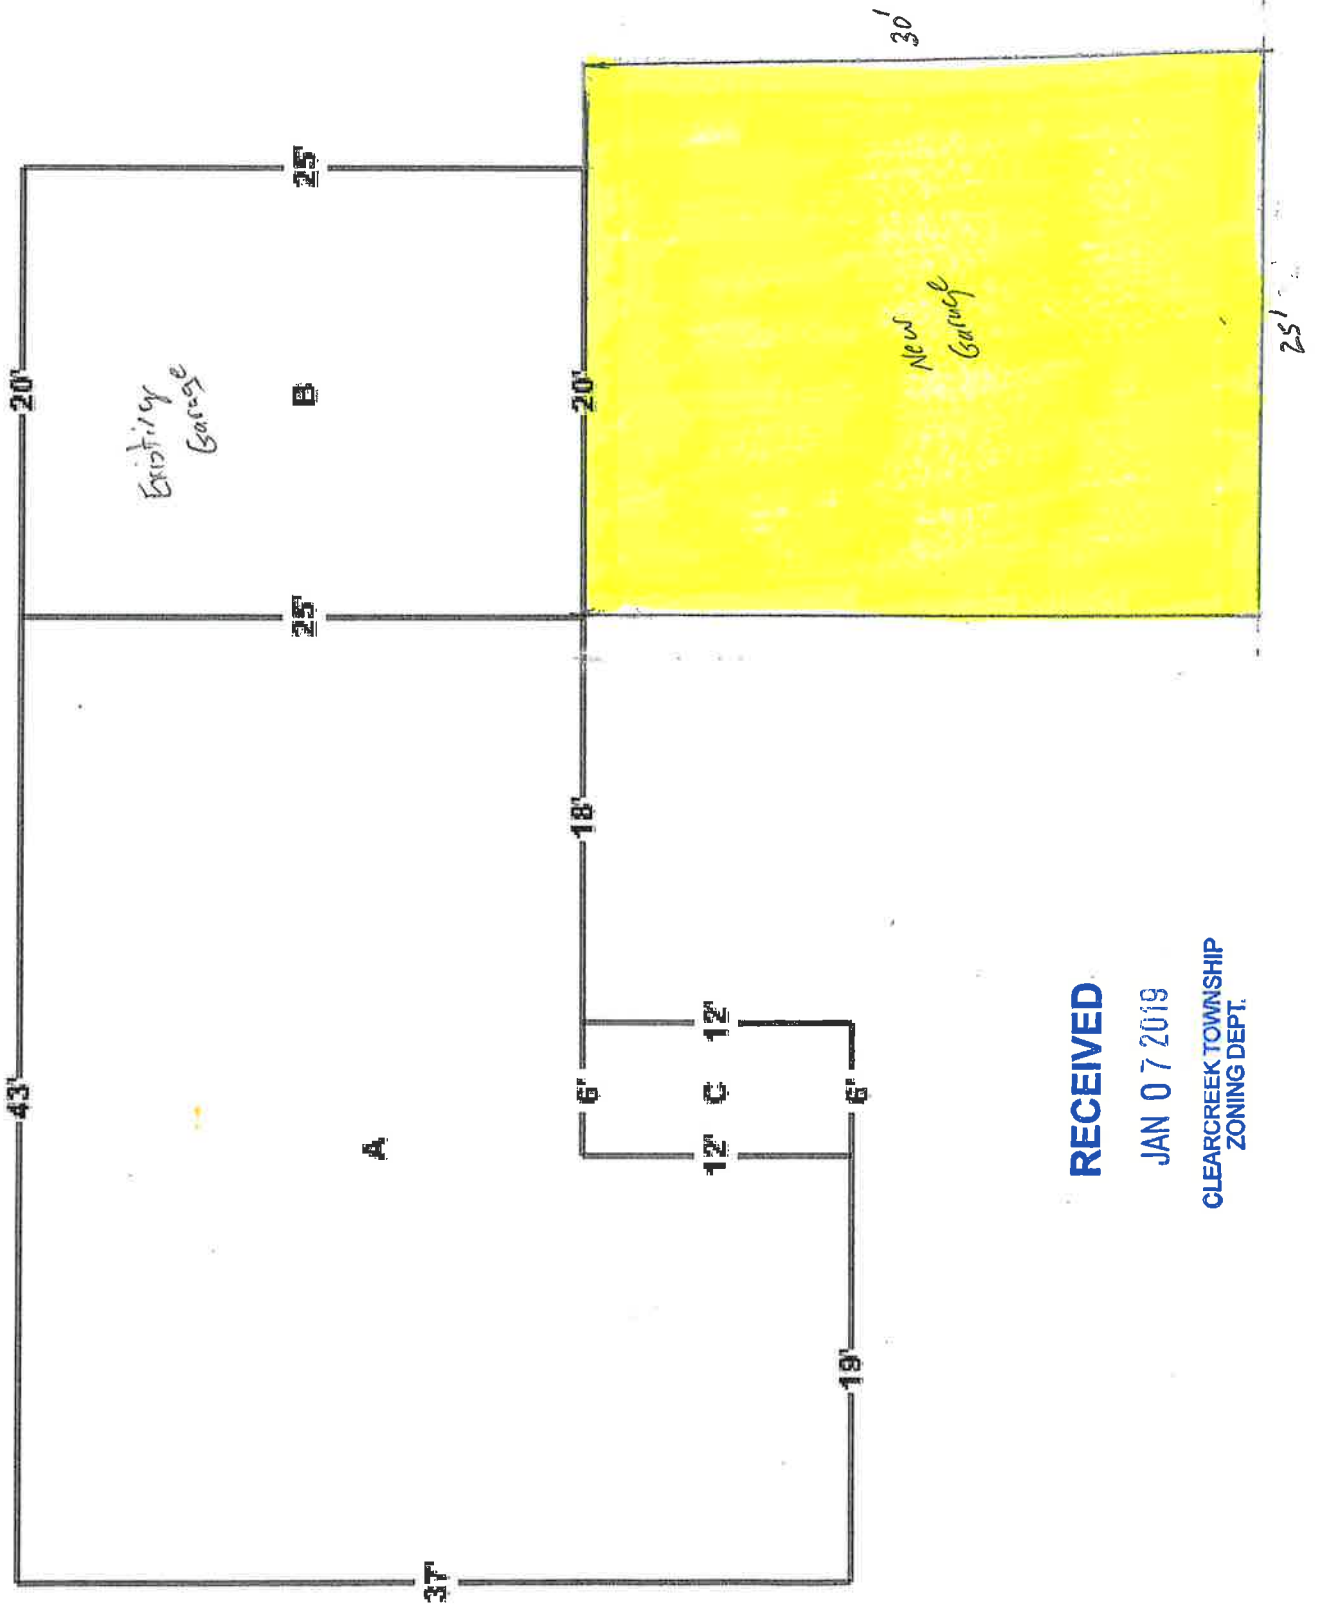 43'
20'
25'
25'
Existing
Garage
B
20'
18'
6'
A
37'
12'
C
12'
6'
19'
New
Garage
30'
25'
RECEIVED
JAN 07 2019
CLEARCREEK TOWNSHIP
ZONING DEPT.